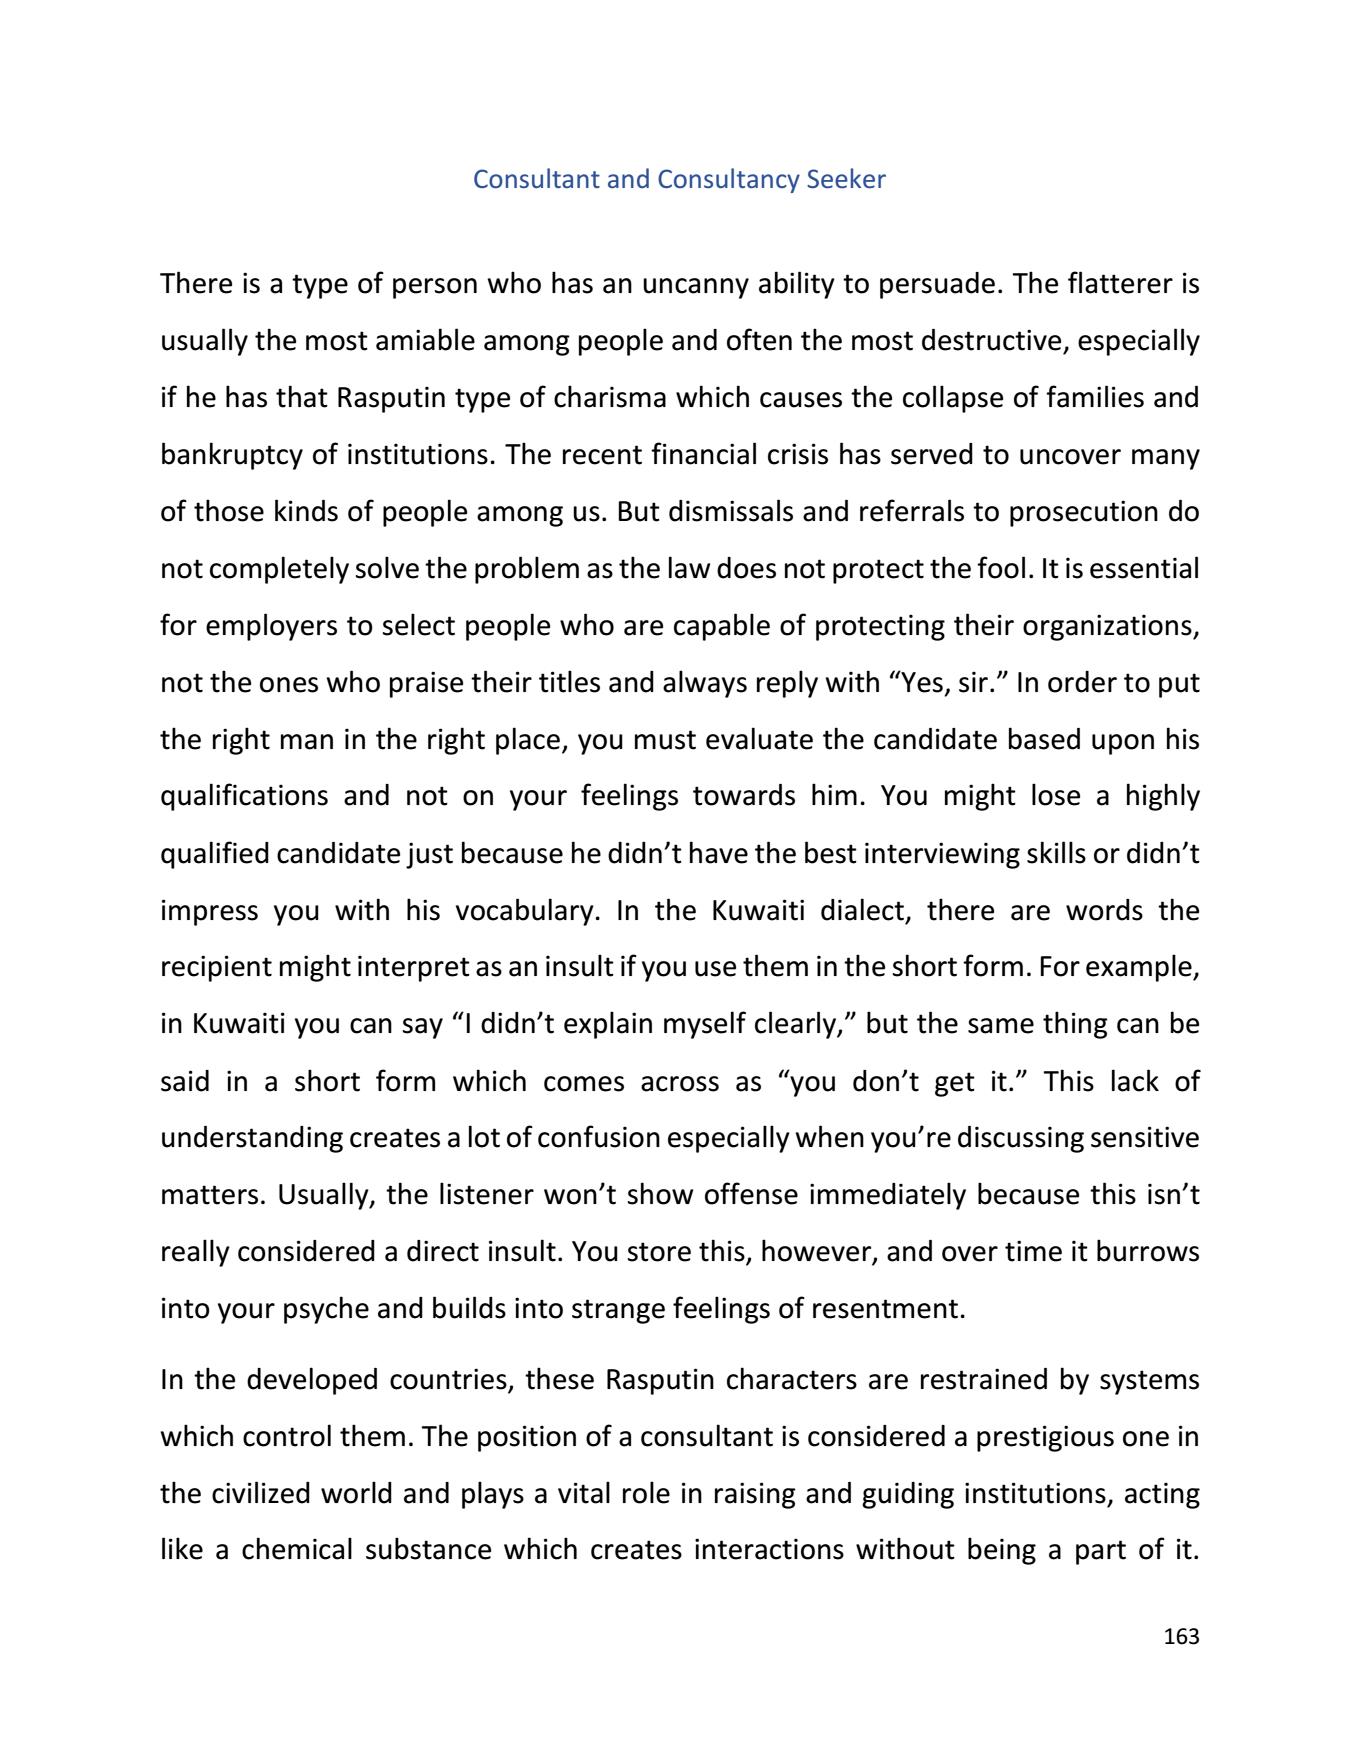 Consultant and Consultancy Seeker
There is a type of person who has an uncanny ability to persuade. The flatterer is
usually the most amiable among people and often the most destructive, especially
if he has that Rasputin type of charisma which causes the collapse of families and
bankruptcy of institutions. The recent financial crisis has served to uncover many
of those kinds of people among us. But dismissals and referrals to prosecution do
not completely solve the problem as the law does not protect the fool. It is essential
for employers to select people who are capable of protecting their organizations,
not the ones who praise their titles and always reply with “Yes, sir.” In order to put
the right man in the right place, you must evaluate the candidate based upon his
qualifications and not on your feelings towards him. You might lose a highly
qualified candidate just because he didn’t have the best interviewing skills or didn’t
impress you with his vocabulary. In the Kuwaiti dialect, there are words the
recipient might interpret as an insult if you use them in the short form. For example,
in Kuwaiti you can say “I didn’t explain myself clearly,” but the same thing can be
said in a short form which comes across as “you don’t get it.” This lack of
understanding creates a lot of confusion especially when you’re discussing sensitive
matters. Usually, the listener won’t show offense immediately because this isn’t
really considered a direct insult. You store this, however, and over time it burrows
into your psyche and builds into strange feelings of resentment.
In the developed countries, these Rasputin characters are restrained by systems
which control them. The position of a consultant is considered a prestigious one in
the civilized world and plays a vital role in raising and guiding institutions, acting
like a chemical substance which creates interactions without being a part of it.
163